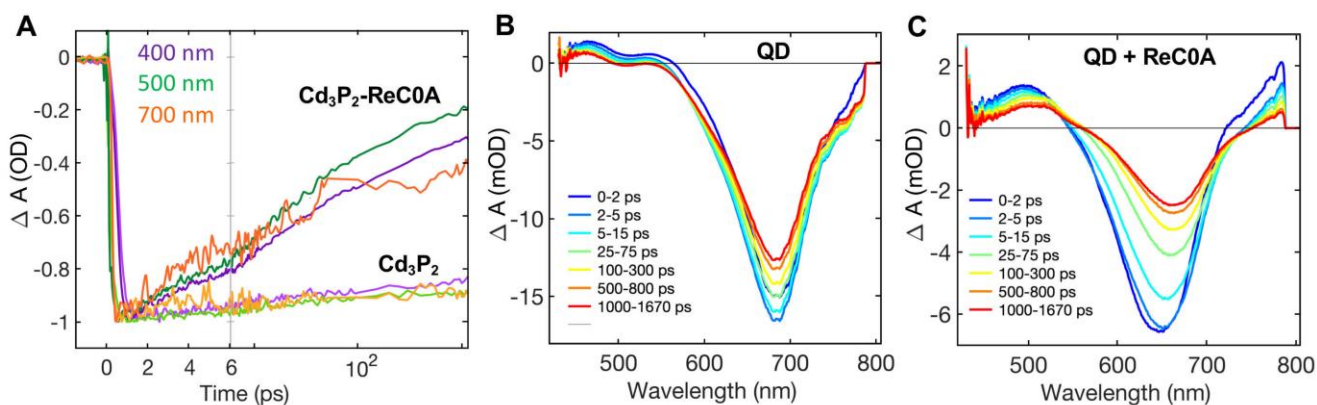 A
400 nm
500 nm
700 nm
Cd₃P₂-ReC0A
Cd₃P₂
Δ A (OD)
0
-0.2
-0.4
-0.6
-0.8
-1
0 2 4 6 10²
Time (ps)
B
QD
Δ A (mOD)
0
-5
-10
-15
0-2 ps
2-5 ps
5-15 ps
25-75 ps
100-300 ps
500-800 ps
1000-1670 ps
500 600 700 800
Wavelength (nm)
C
QD + ReC0A
Δ A (mOD)
2
0
-2
-4
-6
0-2 ps
2-5 ps
5-15 ps
25-75 ps
100-300 ps
500-800 ps
1000-1670 ps
500 600 700 800
Wavelength (nm)